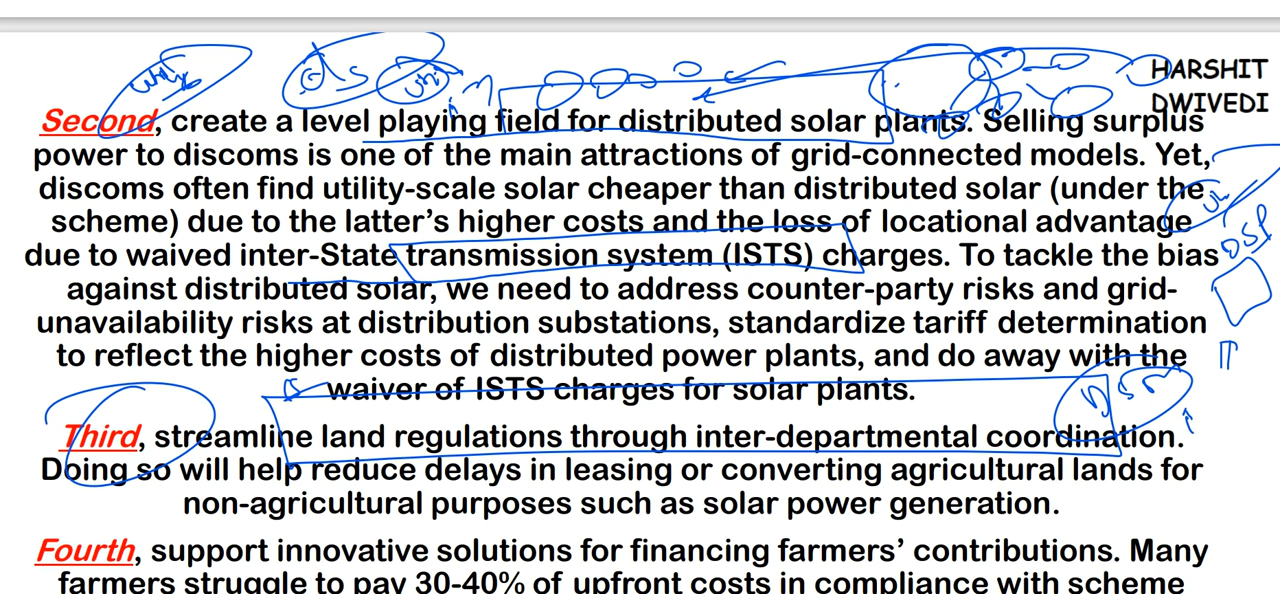 HARSHIT
DWIVEDI
Second, create a level playing field for distributed solar plants. Selling surplus
power to discoms is one of the main attractions of grid-connected models. Yet,
discoms often find utility-scale solar cheaper than distributed solar (under the
scheme) due to the latter’s higher costs and the loss of locational advantage
due to waived inter-State transmission system (ISTS) charges. To tackle the bias
against distributed solar, we need to address counter-party risks and grid-
unavailability risks at distribution substations, standardize tariff determination
to reflect the higher costs of distributed power plants, and do away with the
waiver of ISTS charges for solar plants.
Third, streamline land regulations through inter-departmental coordination.
Doing so will help reduce delays in leasing or converting agricultural lands for
non-agricultural purposes such as solar power generation.
Fourth, support innovative solutions for financing farmers’ contributions. Many
farmers struggle to pay 30-40% of upfront costs in compliance with scheme